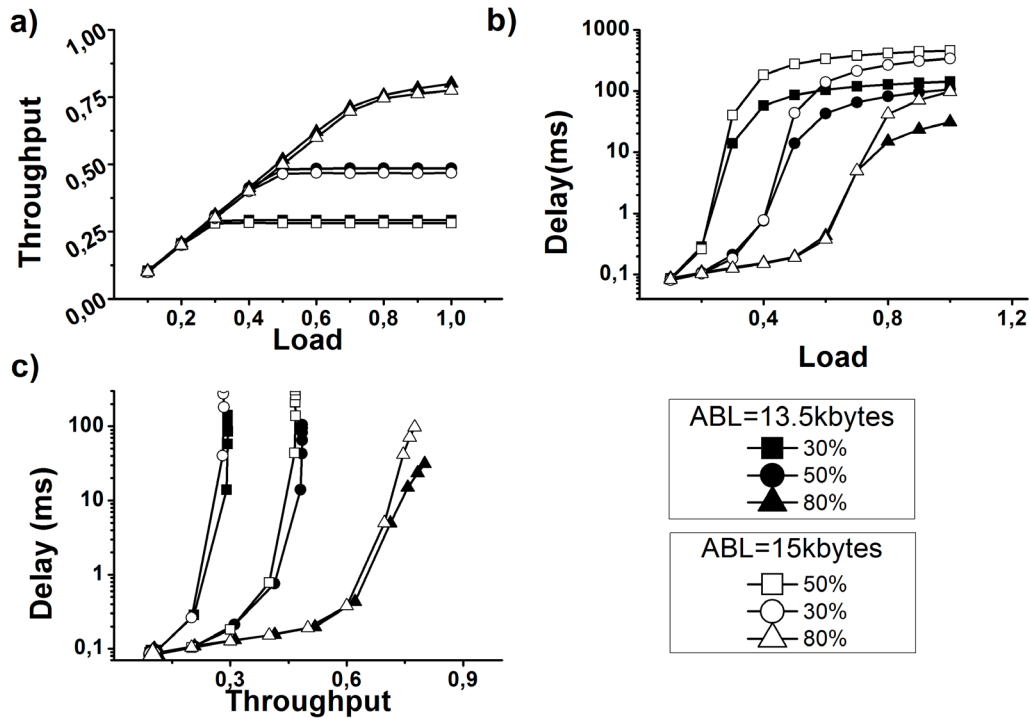 a)
1,00
0,75
0,50
0,25
0,00
Throughput
0,2 0,4 0,6 0,8 1,0
Load
b)
1000
100
10
1
0,1
Delay(ms)
0,4 0,8 1,2
Load
c)
100
10
1
0,1
Delay (ms)
0,3 0,6 0,9
Throughput
ABL=13.5kbytes
30%
50%
80%
ABL=15kbytes
50%
30%
80%